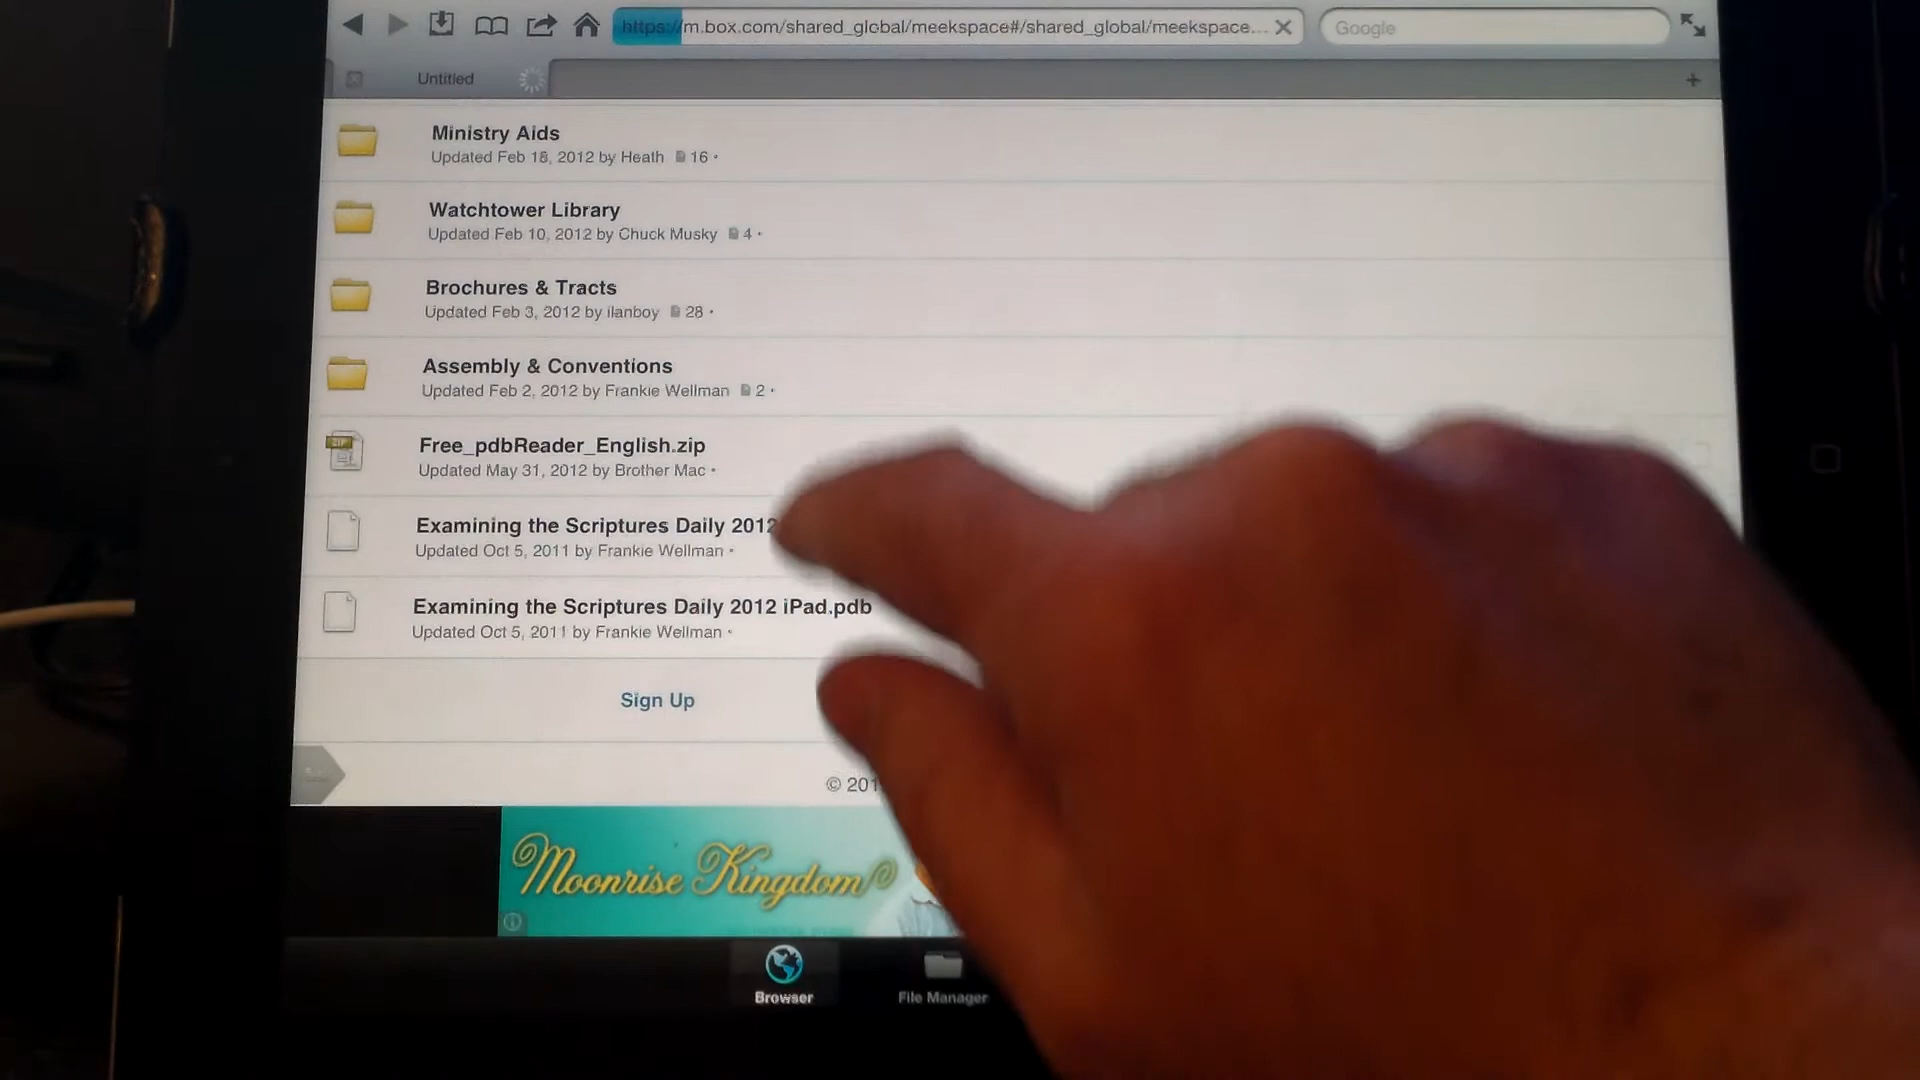 https://m.box.com/shared_global/meekspace#/shared_global/meekspace...
Google
Untitled
Ministry Aids
Updated Feb 18, 2012 by Heath 16 •
Watchtower Library
Updated Feb 10, 2012 by Chuck Musky 4 •
Brochures & Tracts
Updated Feb 3, 2012 by ilanboy 28 •
Assembly & Conventions
Updated Feb 2, 2012 by Frankie Wellman 2 •
ZIP
Free_pdbReader_English.zip
Updated May 31, 2012 by Brother Mac •
Examining the Scriptures Daily 2012
Updated Oct 5, 2011 by Frankie Wellman •
Examining the Scriptures Daily 2012 iPad.pdb
Updated Oct 5, 2011 by Frankie Wellman •
Sign Up
© 201
Moonrise Kingdom
Browser
File Manager